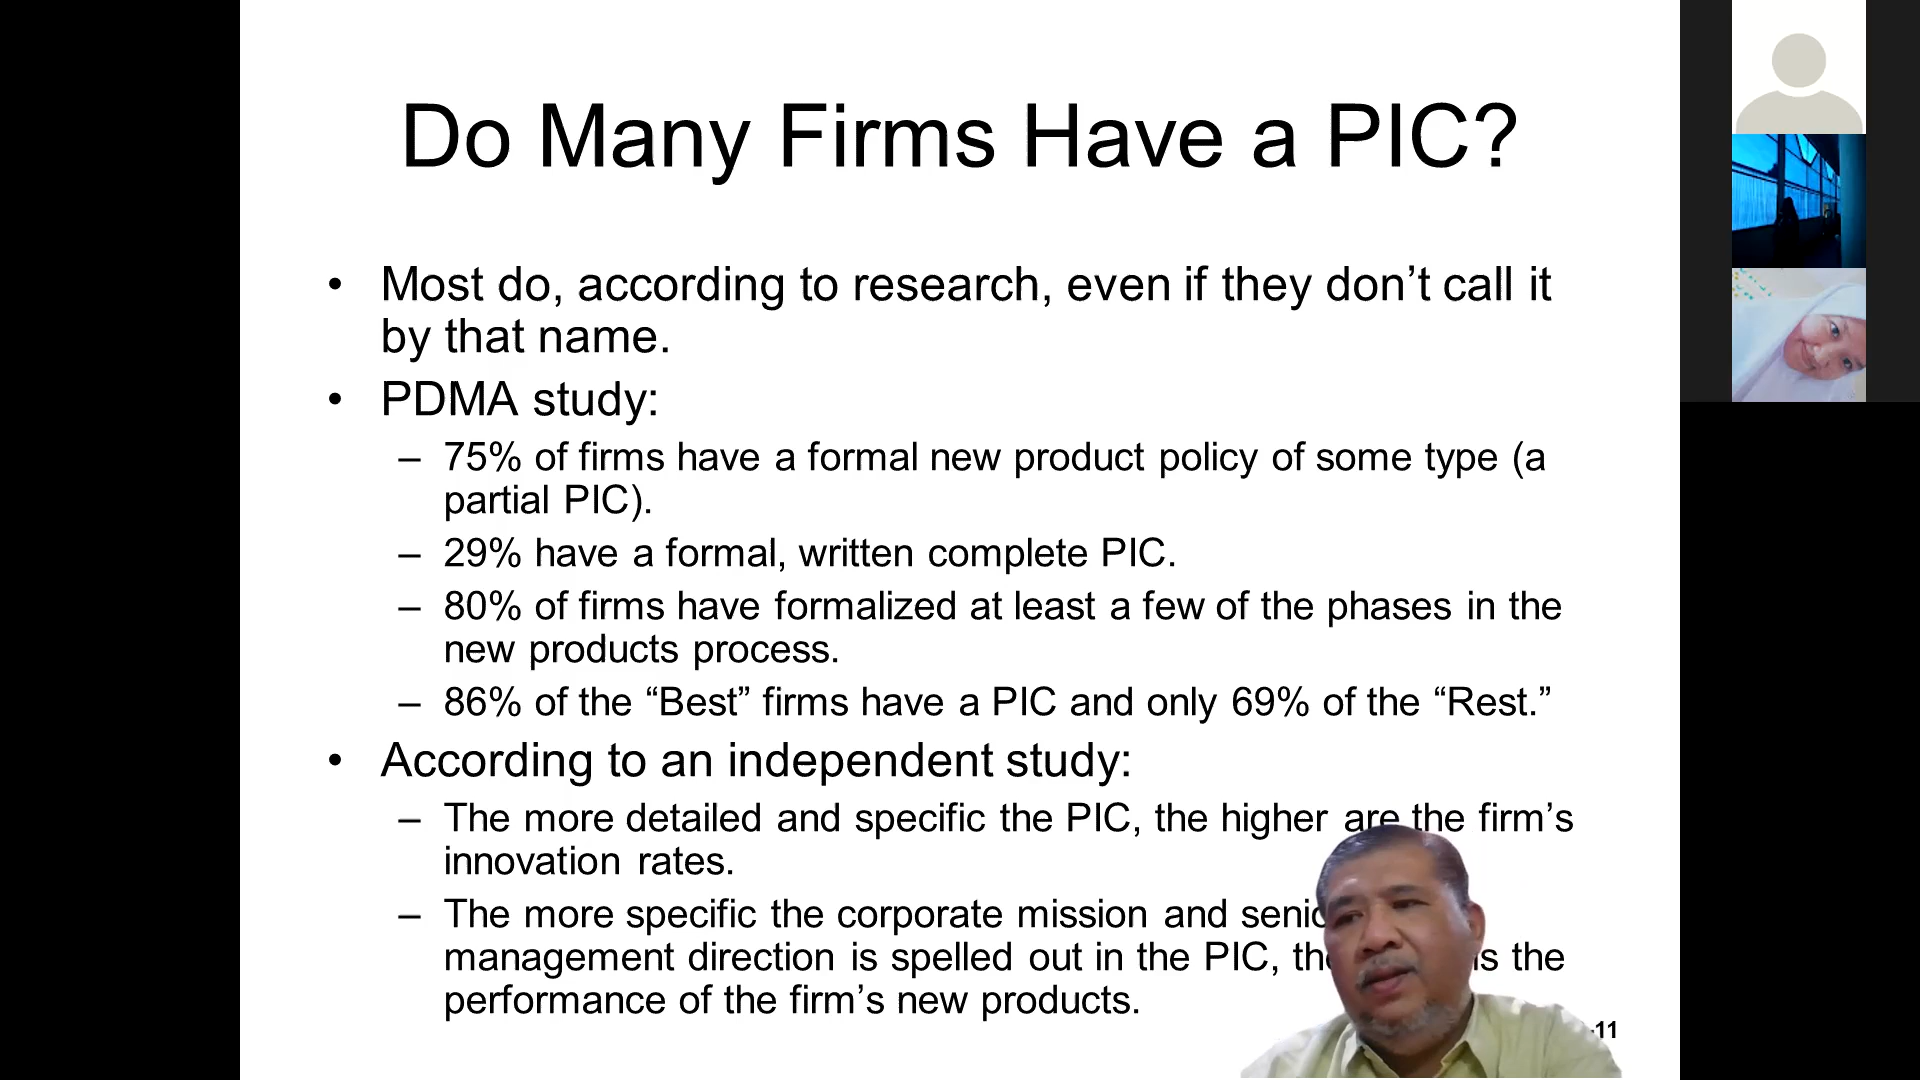 Do Many Firms Have a PIC?
• Most do, according to research, even if they don’t call it
by that name.
• PDMA study:
– 75% of firms have a formal new product policy of some type (a
partial PIC).
– 29% have a formal, written complete PIC.
– 80% of firms have formalized at least a few of the phases in the
new products process.
– 86% of the “Best” firms have a PIC and only 69% of the “Rest.”
• According to an independent study:
– The more detailed and specific the PIC, the higher are the firm’s
innovation rates.
– The more specific the corporate mission and
management direction is spelled out in the PIC, is the
performance of the firm’s new products.
-11